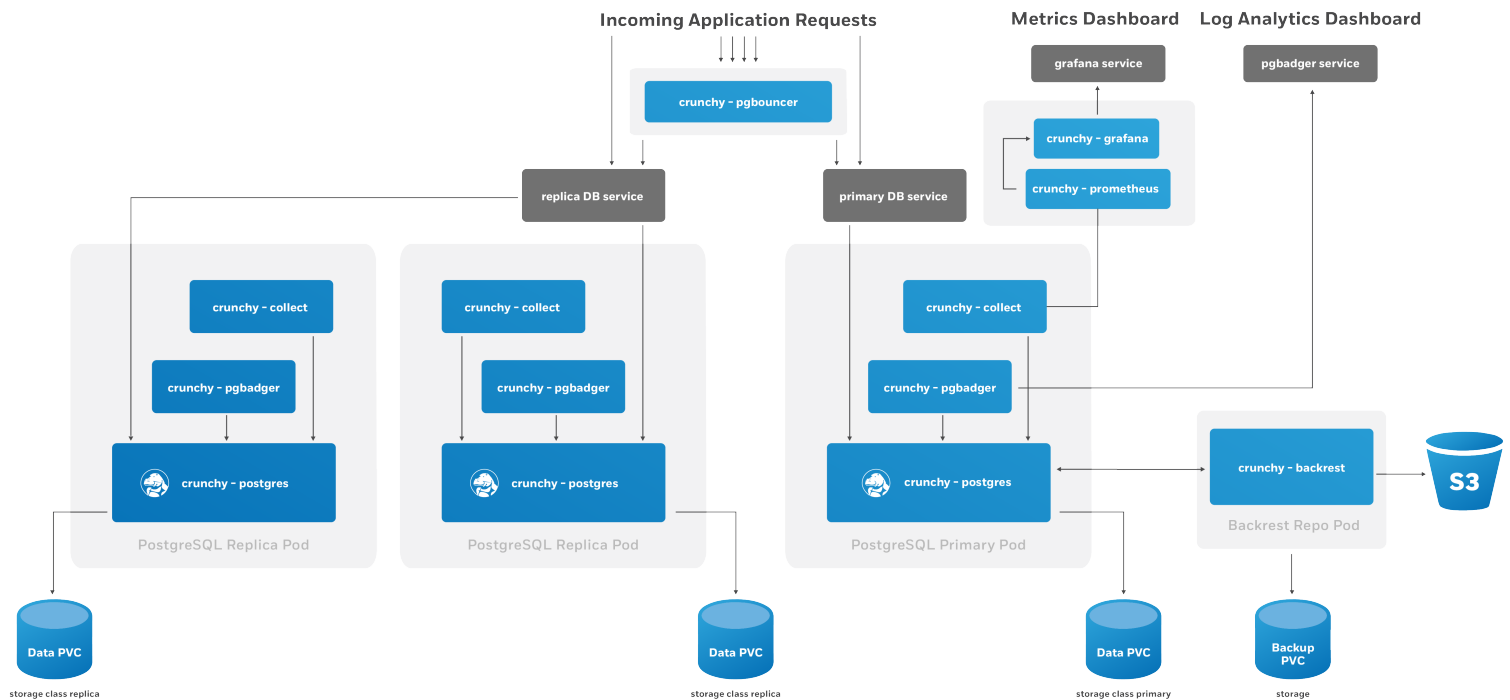 Incoming Application Requests
Metrics Dashboard
Log Analytics Dashboard
grafana service
pgbadger service
crunchy - pgbouncer
crunchy - grafana
crunchy - prometheus
replica DB service
primary DB service
crunchy - collect
crunchy - collect
crunchy - collect
crunchy - pgbadger
crunchy - pgbadger
crunchy - pgbadger
crunchy - postgres
crunchy - postgres
crunchy - postgres
crunchy - backrest
S3
PostgreSQL Replica Pod
PostgreSQL Replica Pod
PostgreSQL Primary Pod
Backrest Repo Pod
Data PVC
Data PVC
Data PVC
Backup
PVC
storage class replica
storage class replica
storage class primary
storage